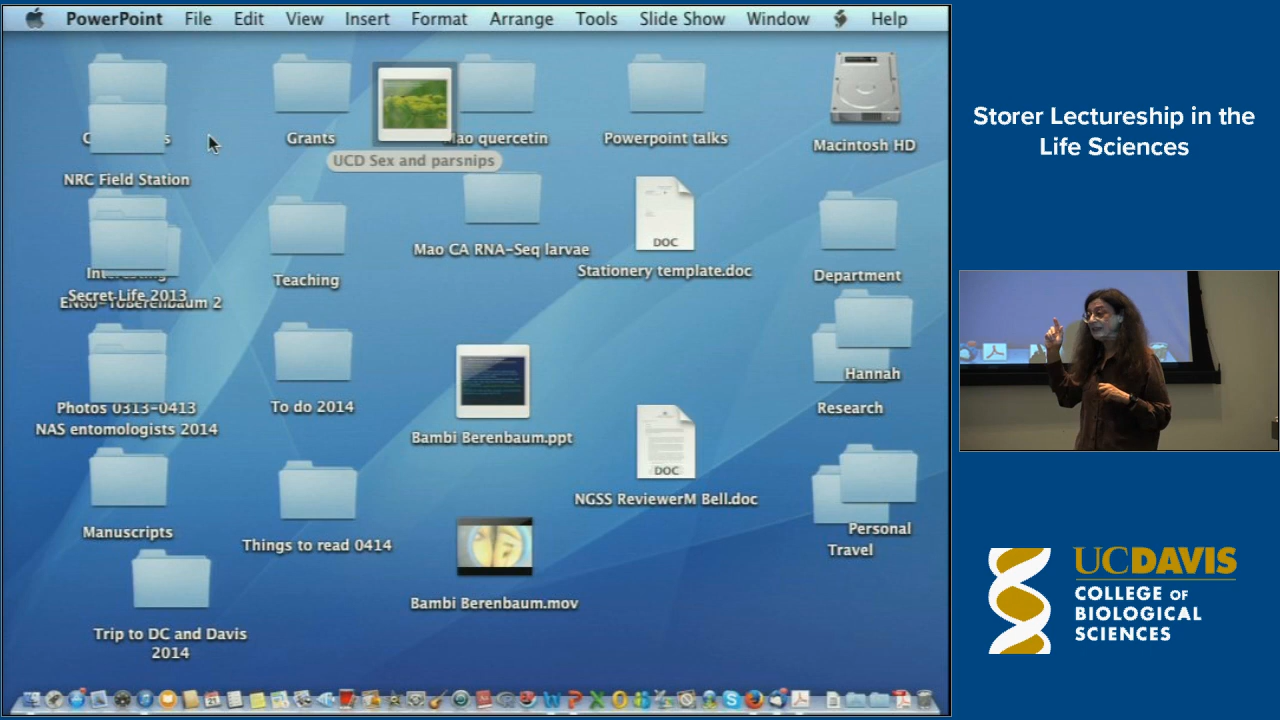 PowerPoint File Edit View Insert Format Arrange Tools Slide Show Window Help
Grants
Mao quercetin
Powerpoint talks
Macintosh HD
UCD Sex and parsnips
NRC Field Station
Mao CA RNA-Seq larvae
DOC
Stationery template.doc
Department
Teaching
Interesting
Secret Life 2013
Hannah
Photos 0313-0413
NAS entomologists 2014
To do 2014
Bambi Berenbaum.ppt
Research
DOC
NGSS ReviewerM Bell.doc
Manuscripts
Things to read 0414
Personal
Travel
Bambi Berenbaum.mov
Trip to DC and Davis
2014
Storer Lectureship in the
Life Sciences
UCDAVIS
COLLEGE OF
BIOLOGICAL
SCIENCES